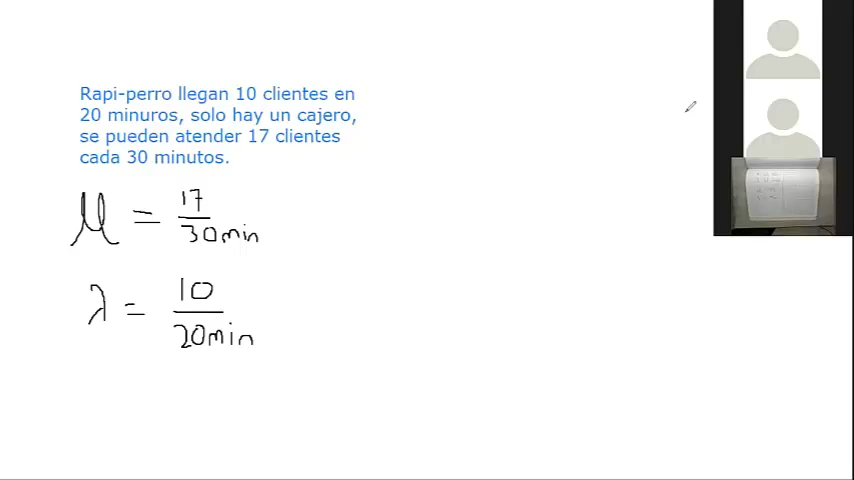 Rapi-perro llegan 10 clientes en
20 minuros, solo hay un cajero,
se pueden atender 17 clientes
cada 30 minutos.
μ = 17/30min
λ = 10/20min